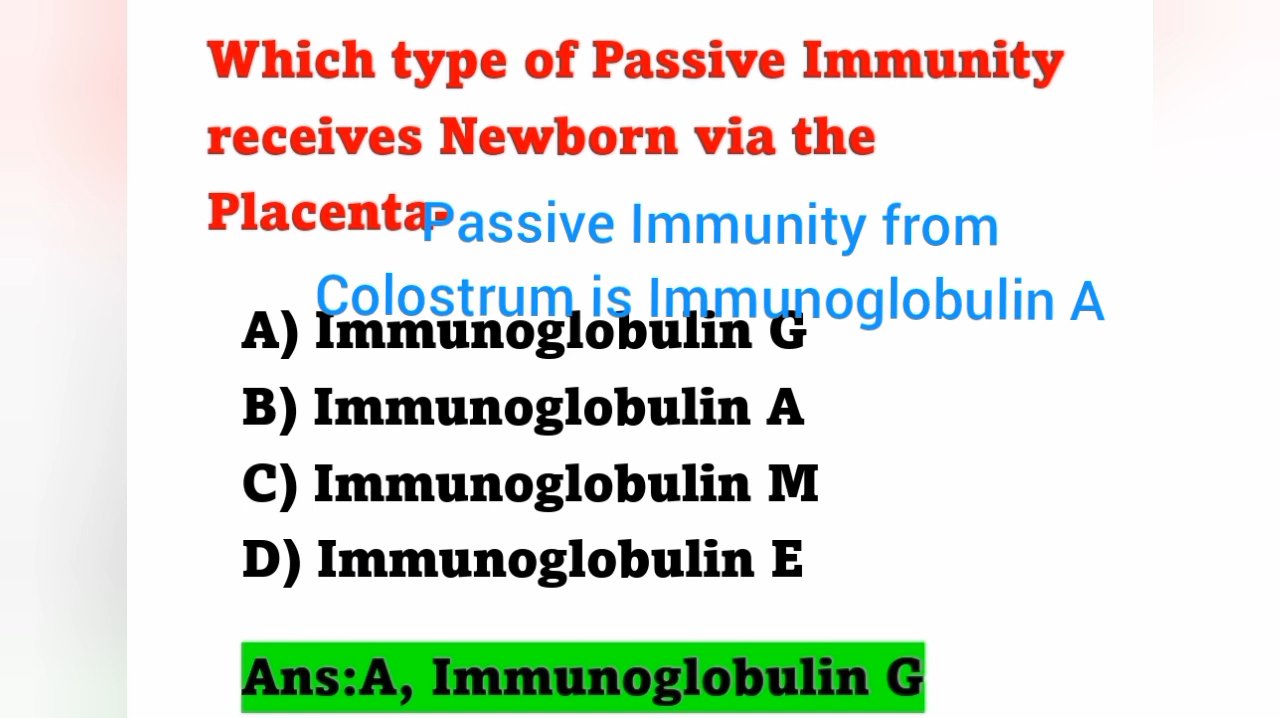 Which type of Passive Immunity
receives Newborn via the
Placenta-
Passive Immunity from
Colostrum is Immunoglobulin A
A) Immunoglobulin G
B) Immunoglobulin A
C) Immunoglobulin M
D) Immunoglobulin E
Ans:A, Immunoglobulin G